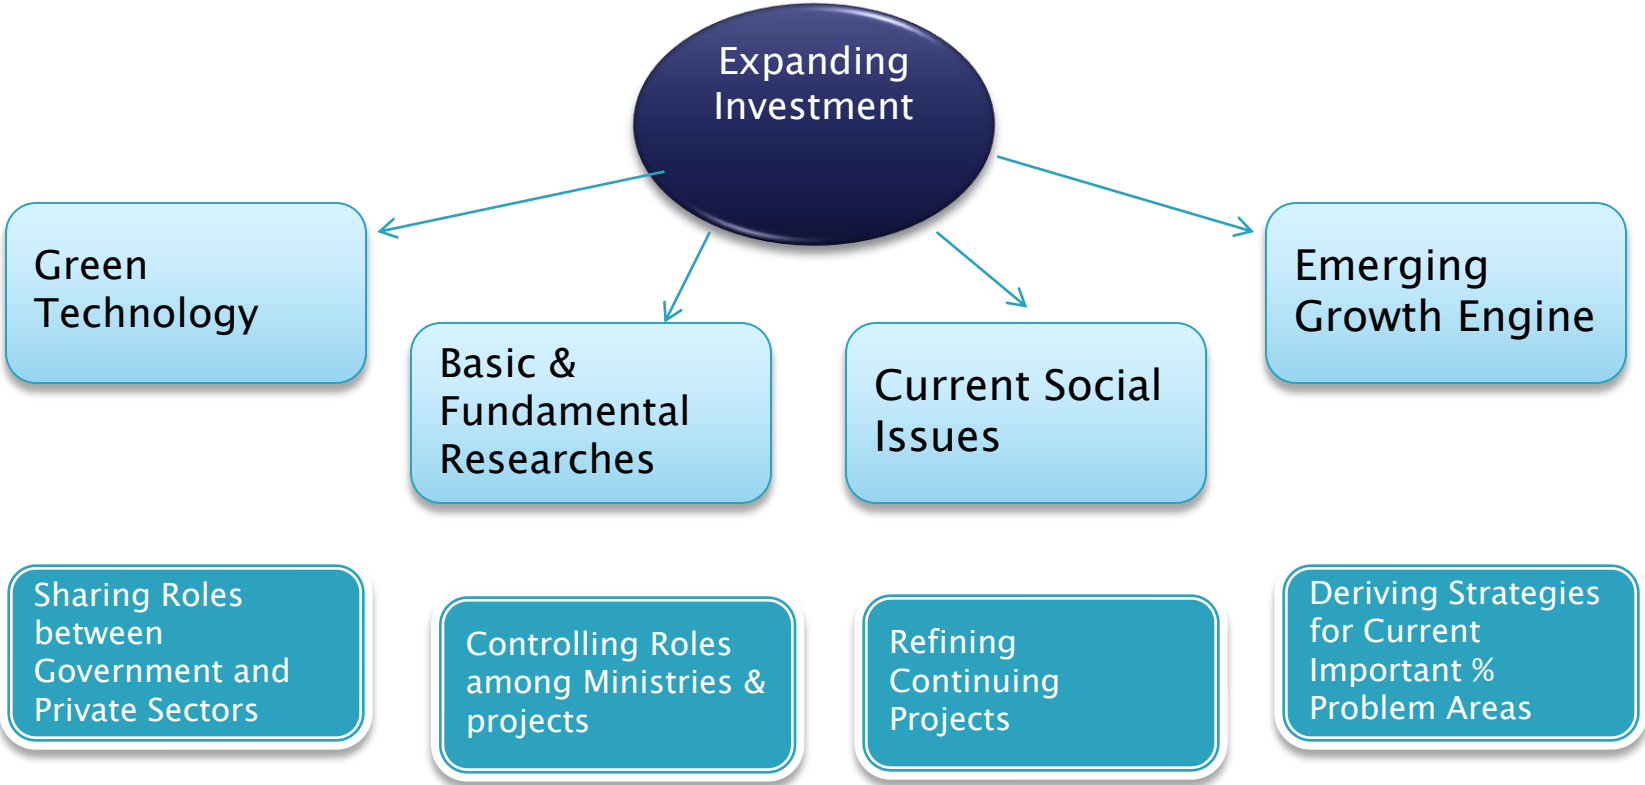 Expanding
Investment
Green
Technology
Basic &
Fundamental
Researches
Current Social
Issues
Emerging
Growth Engine
Sharing Roles
between
Government and
Private Sectors
Controlling Roles
among Ministries &
projects
Refining
Continuing
Projects
Deriving Strategies
for Current
Important %
Problem Areas